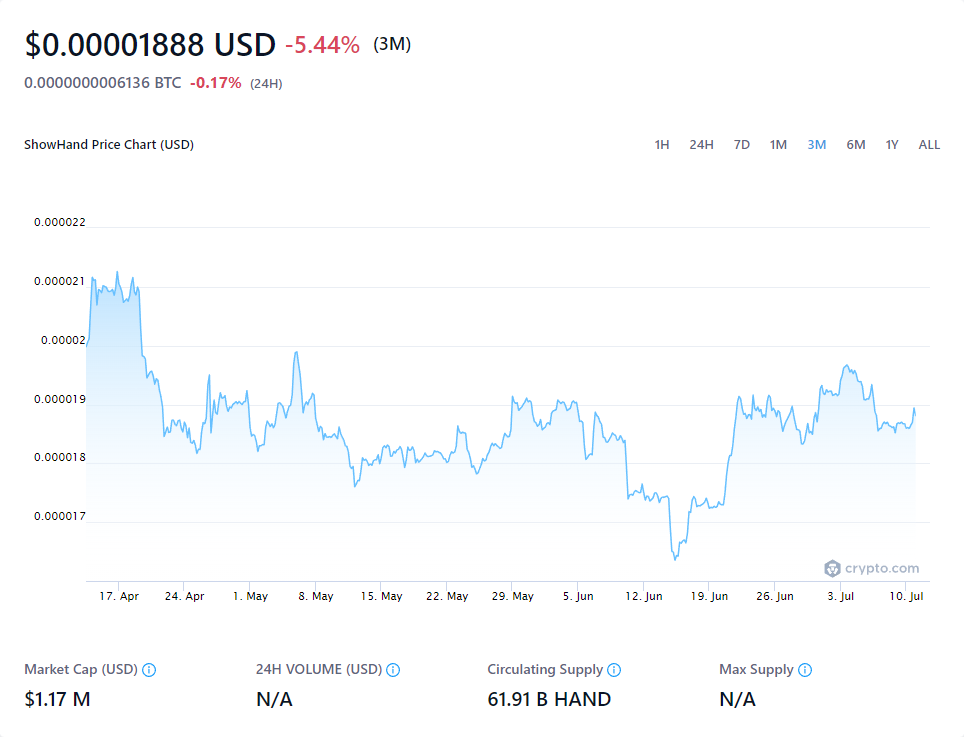 $0.00001888 USD -5.44% (3M)
0.0000000006136 BTC -0.17% (24H)
ShowHand Price Chart (USD) 1H 24H 7D 1M 3M 6M 1Y ALL
0.000022
0.000021
0.00002
0.000019
0.000018
0.000017
crypto.com
17. Apr 24. Apr 1. May 8. May 15. May 22. May 29. May 5. Jun 12. Jun 19. Jun 26. Jun 3. Jul 10. Jul
Market Cap (USD) 24H VOLUME (USD) Circulating Supply Max Supply
$1.17 M N/A 61.91 B HAND N/A